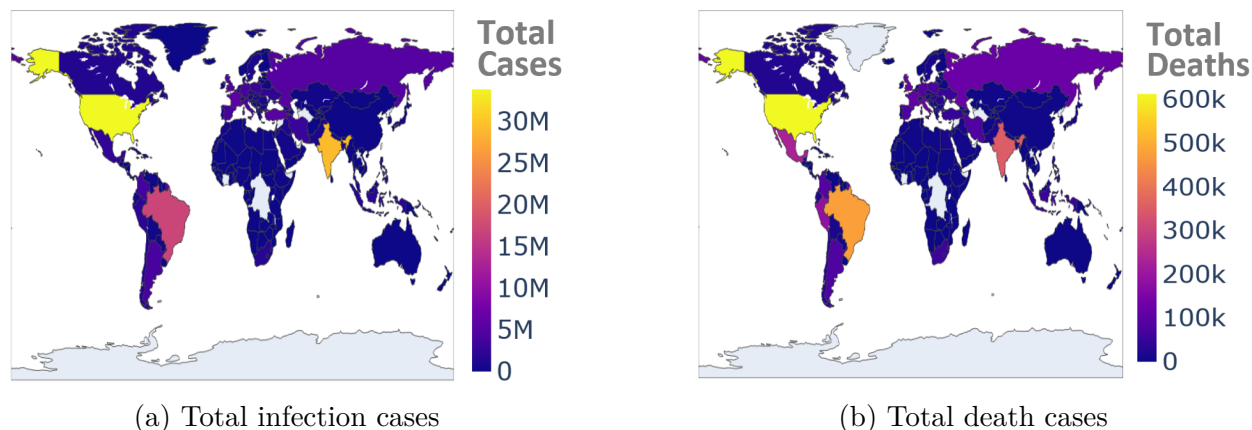 Total
Cases
30M
25M
20M
15M
10M
5M
0
(a) Total infection cases
Total
Deaths
600k
500k
400k
300k
200k
100k
0
(b) Total death cases